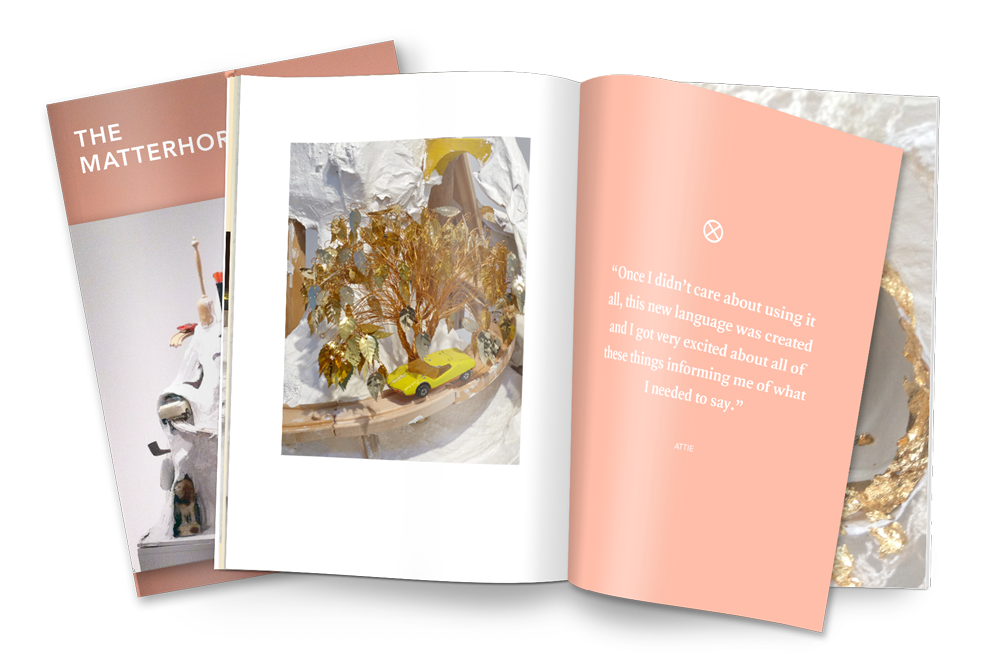 THE
MATTERHOR
“Once I didn’t care about using it
all, this new language was created
and I got very excited about all of
these things informing me of what
I needed to say.”
ATTIE